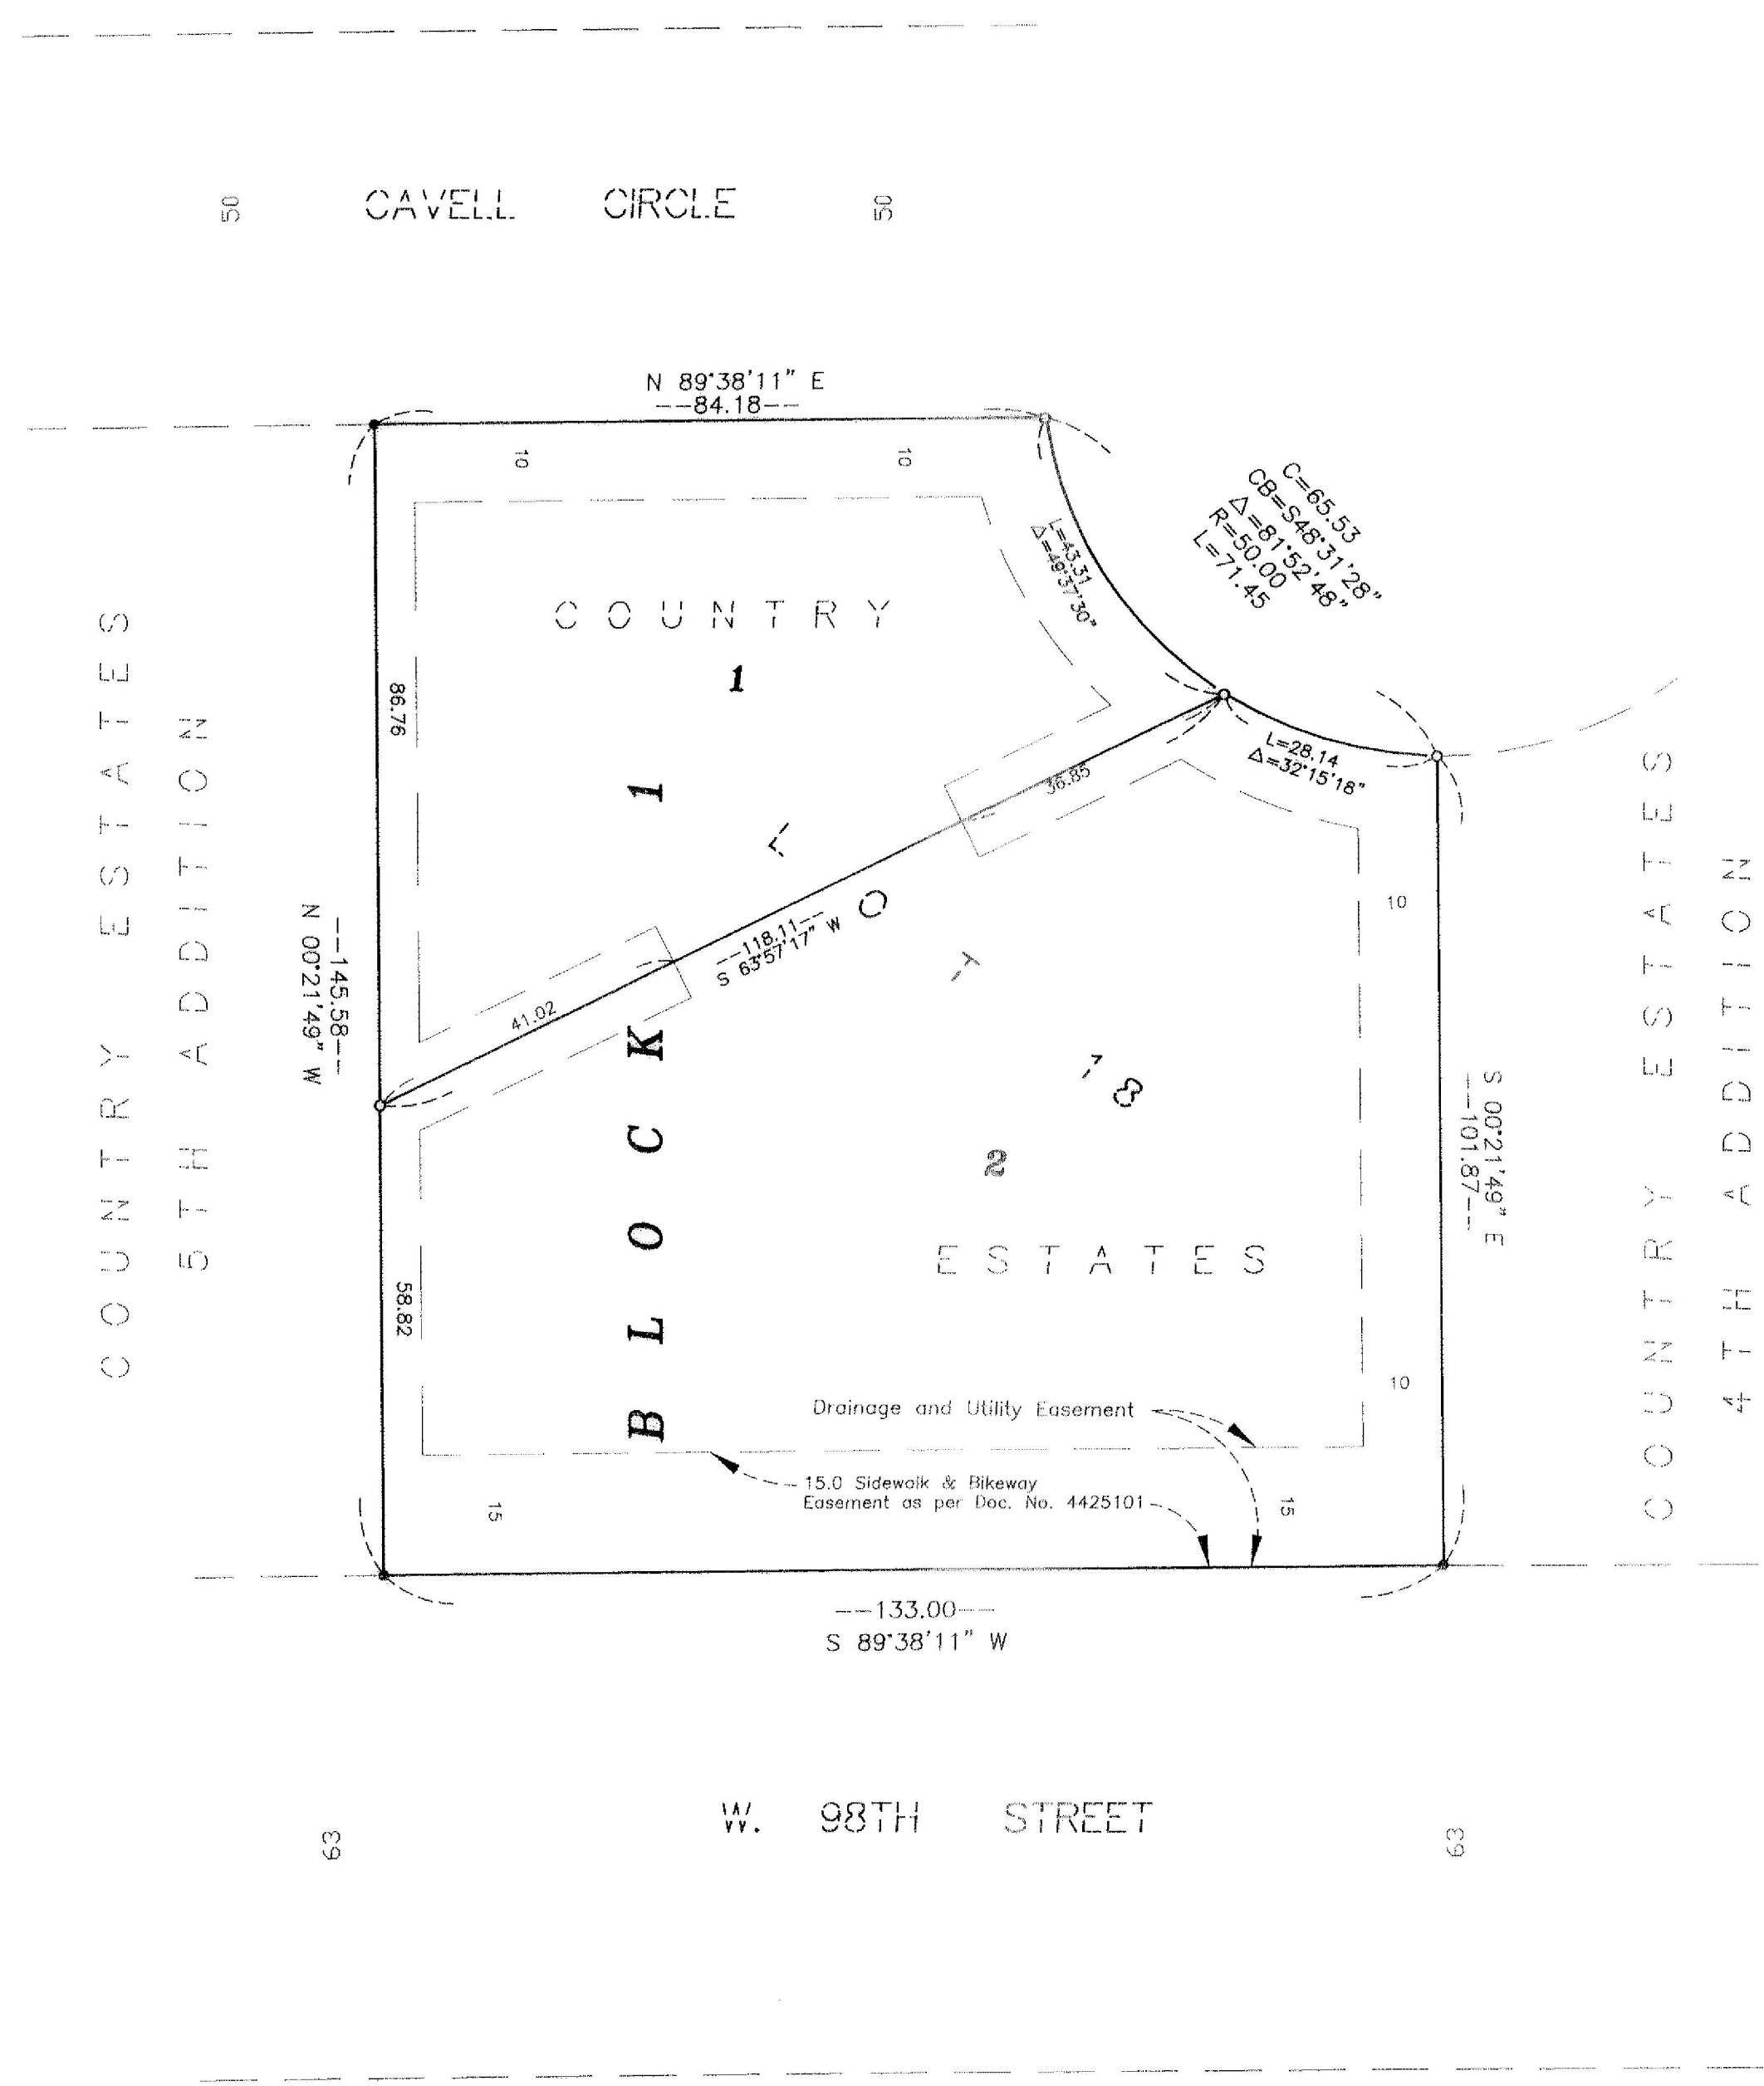 50 CAVELL CIRCLE 50
N 89°38'11" E
--84.18--
10
10
C=65.53
CB=S48°31'28"
Δ=81°52'48"
R=50.00
L=71.45
L=43.31
Δ=49°37'30"
COUNTRY
1
86.76
L=28.14
Δ=32°15'18"
36.85
COUNTRY ESTATES
5TH ADDITION
BLOCK 1
LOT 18
--118.11--
S 63°57'17" W
41.02
--145.58--
N 00°21'49" W
10
S 00°21'49" E
--101.87--
COUNTRY ESTATES
4TH ADDITION
2
ESTATES
58.82
10
Drainage and Utility Easement
15.0 Sidewalk & Bikeway
Easement as per Doc. No. 4425101
15
15
--133.00--
S 89°38'11" W
W. 98TH STREET
63
63